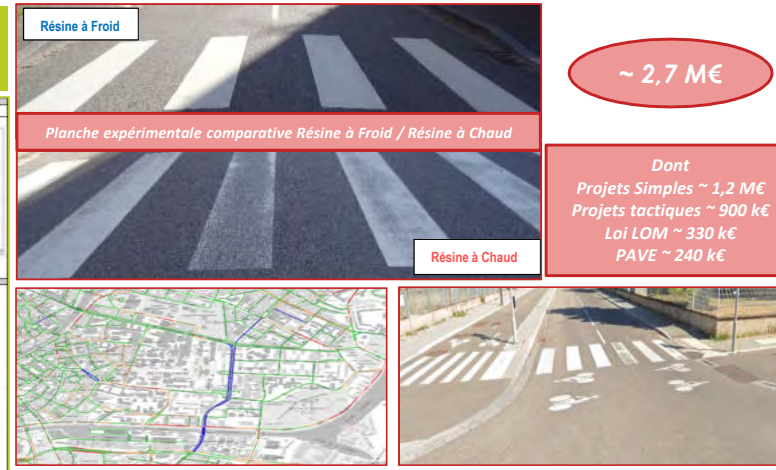 Résine à Froid
Planche expérimentale comparative Résine à Froid / Résine à Chaud
Résine à Chaud
~ 2,7 M€
Dont
Projets Simples ~ 1,2 M€
Projets tactiques ~ 900 k€
Loi LOM ~ 330 k€
PAVE ~ 240 k€